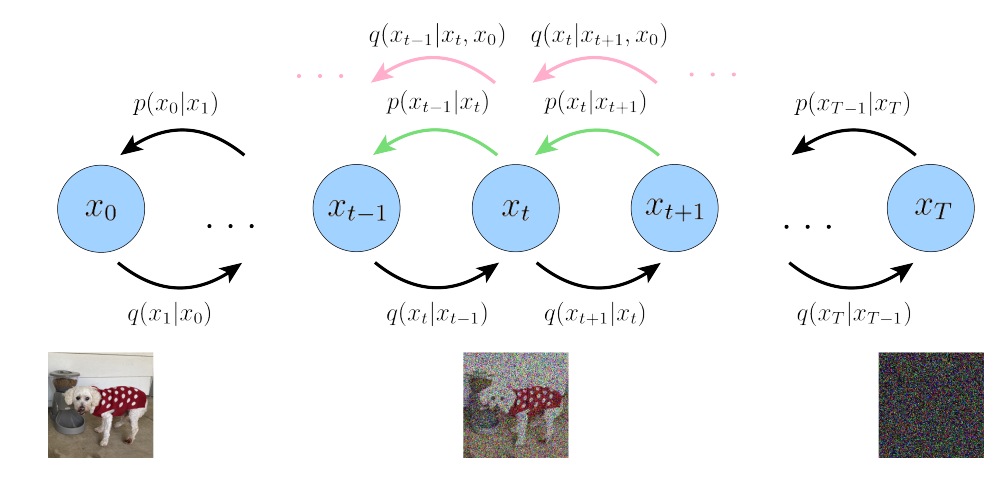 q(x_{t−1}|x_t, x_0) q(x_t|x_{t+1}, x_0)
. . . . . .
p(x_0|x_1) p(x_{t−1}|x_t) p(x_t|x_{t+1}) p(x_{T−1}|x_T)
x_0 . . . x_{t−1} x_t x_{t+1} . . . x_T
q(x_1|x_0) q(x_t|x_{t−1}) q(x_{t+1}|x_t) q(x_T|x_{T−1})